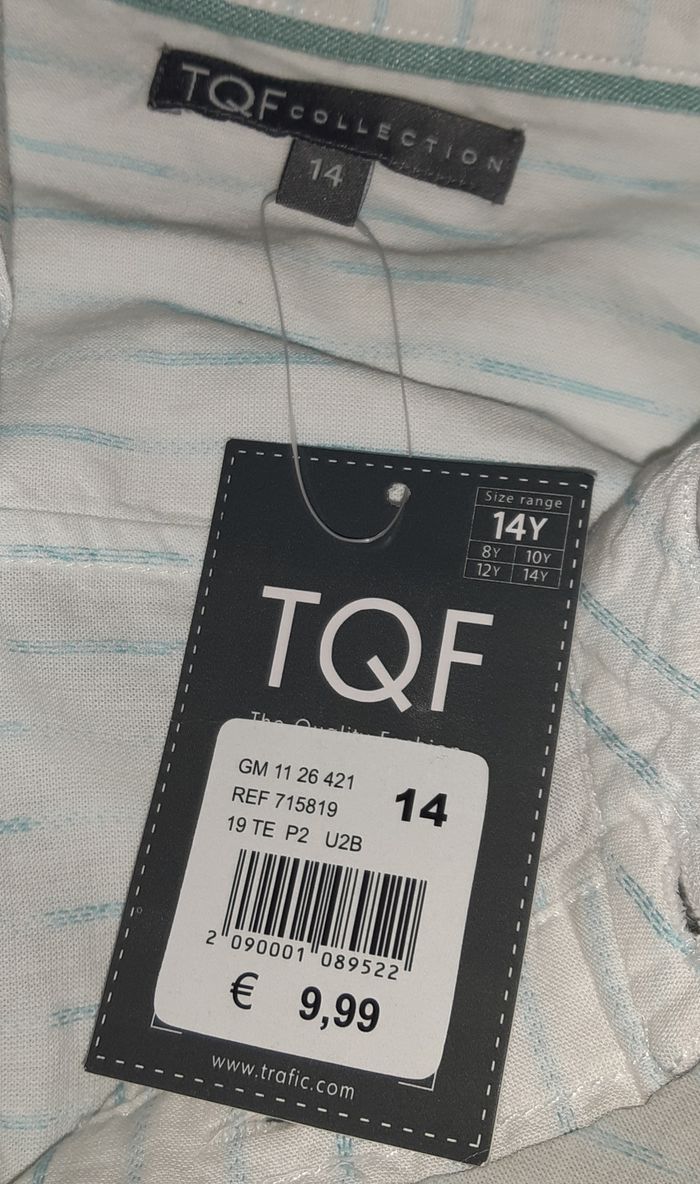 TQF COLLECTION
14
Size range
14Y
8Y 10Y
12Y 14Y
TQF
GM 11 26 421
REF 715819
14
19 TE P2 U2B
2 090001 089522
€ 9,99
www.trafic.com